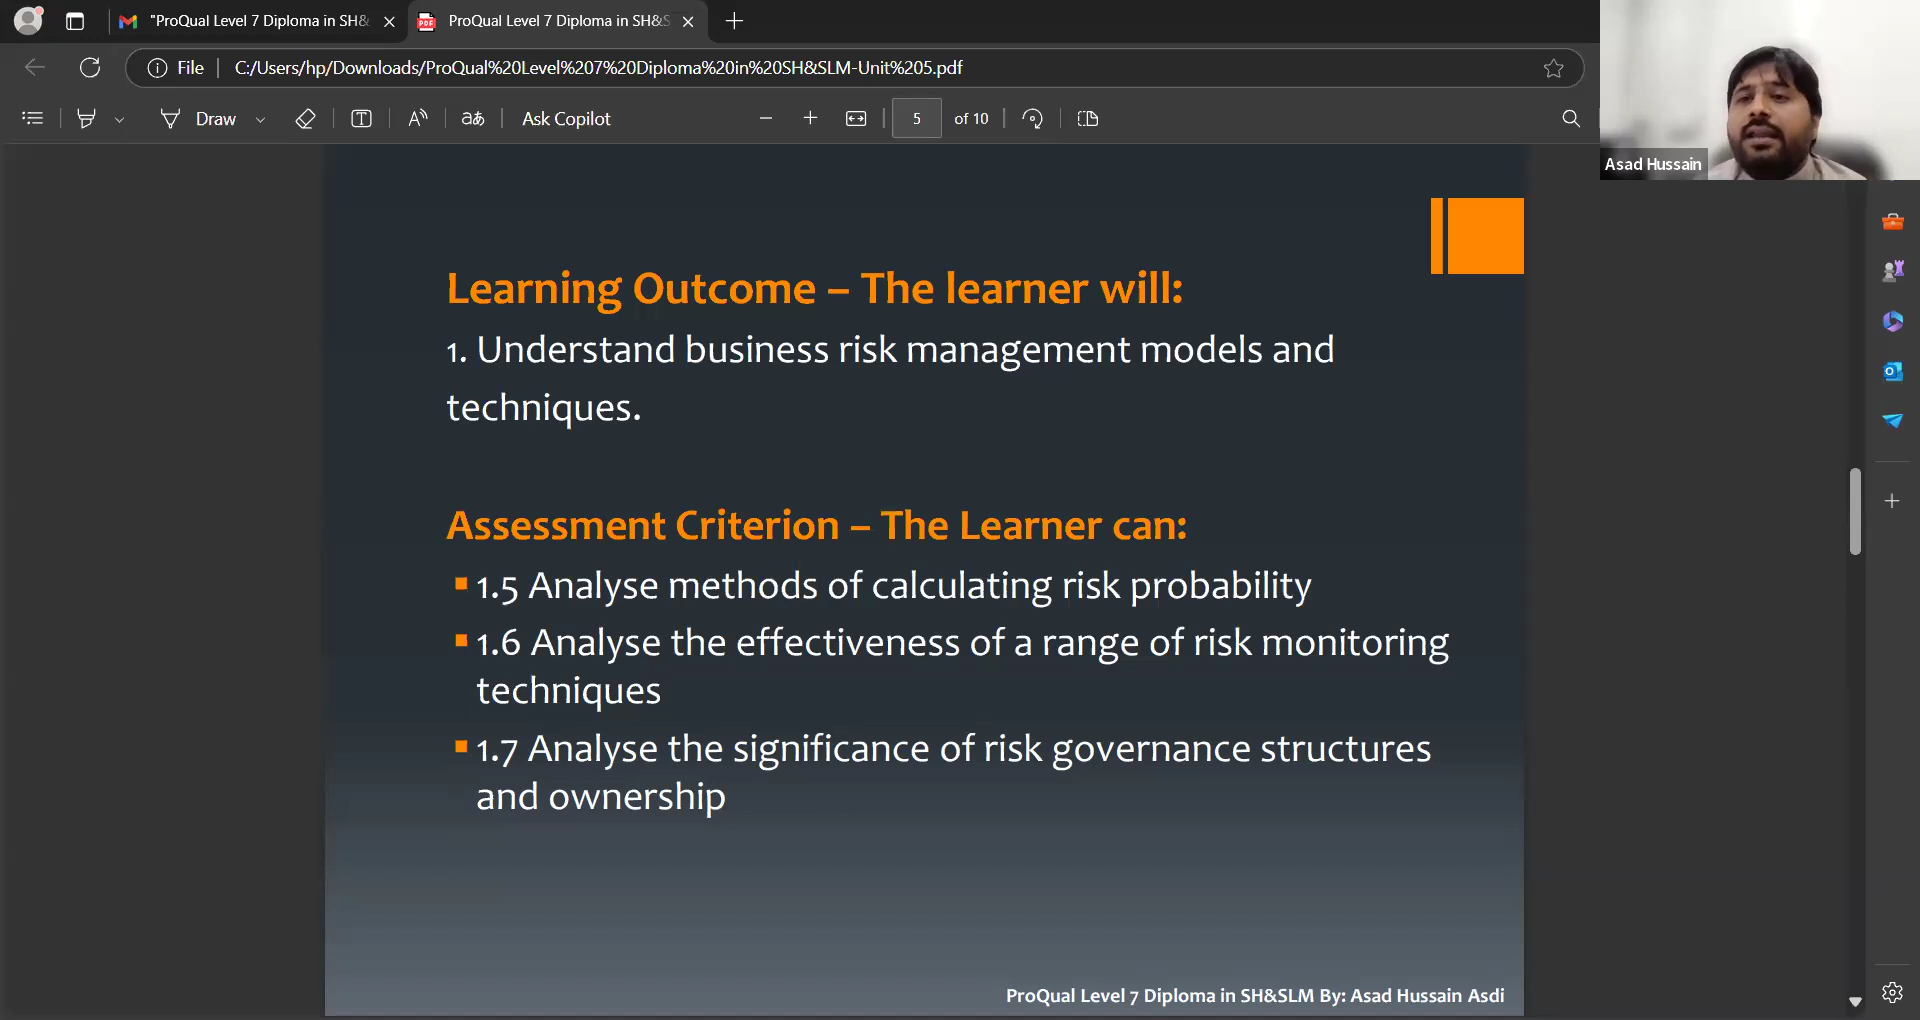 "ProQual Level 7 Diploma in SH&
ProQual Level 7 Diploma in SH&S
File
C:/Users/hp/Downloads/ProQual%20Level%207%20Diploma%20in%20SH&SLM-Unit%205.pdf
Draw
Ask Copilot
5
of 10
Asad Hussain
Learning Outcome – The learner will:
1. Understand business risk management models and
techniques.
Assessment Criterion – The Learner can:
1.5 Analyse methods of calculating risk probability
1.6 Analyse the effectiveness of a range of risk monitoring
techniques
1.7 Analyse the significance of risk governance structures
and ownership
ProQual Level 7 Diploma in SH&SLM By: Asad Hussain Asdi